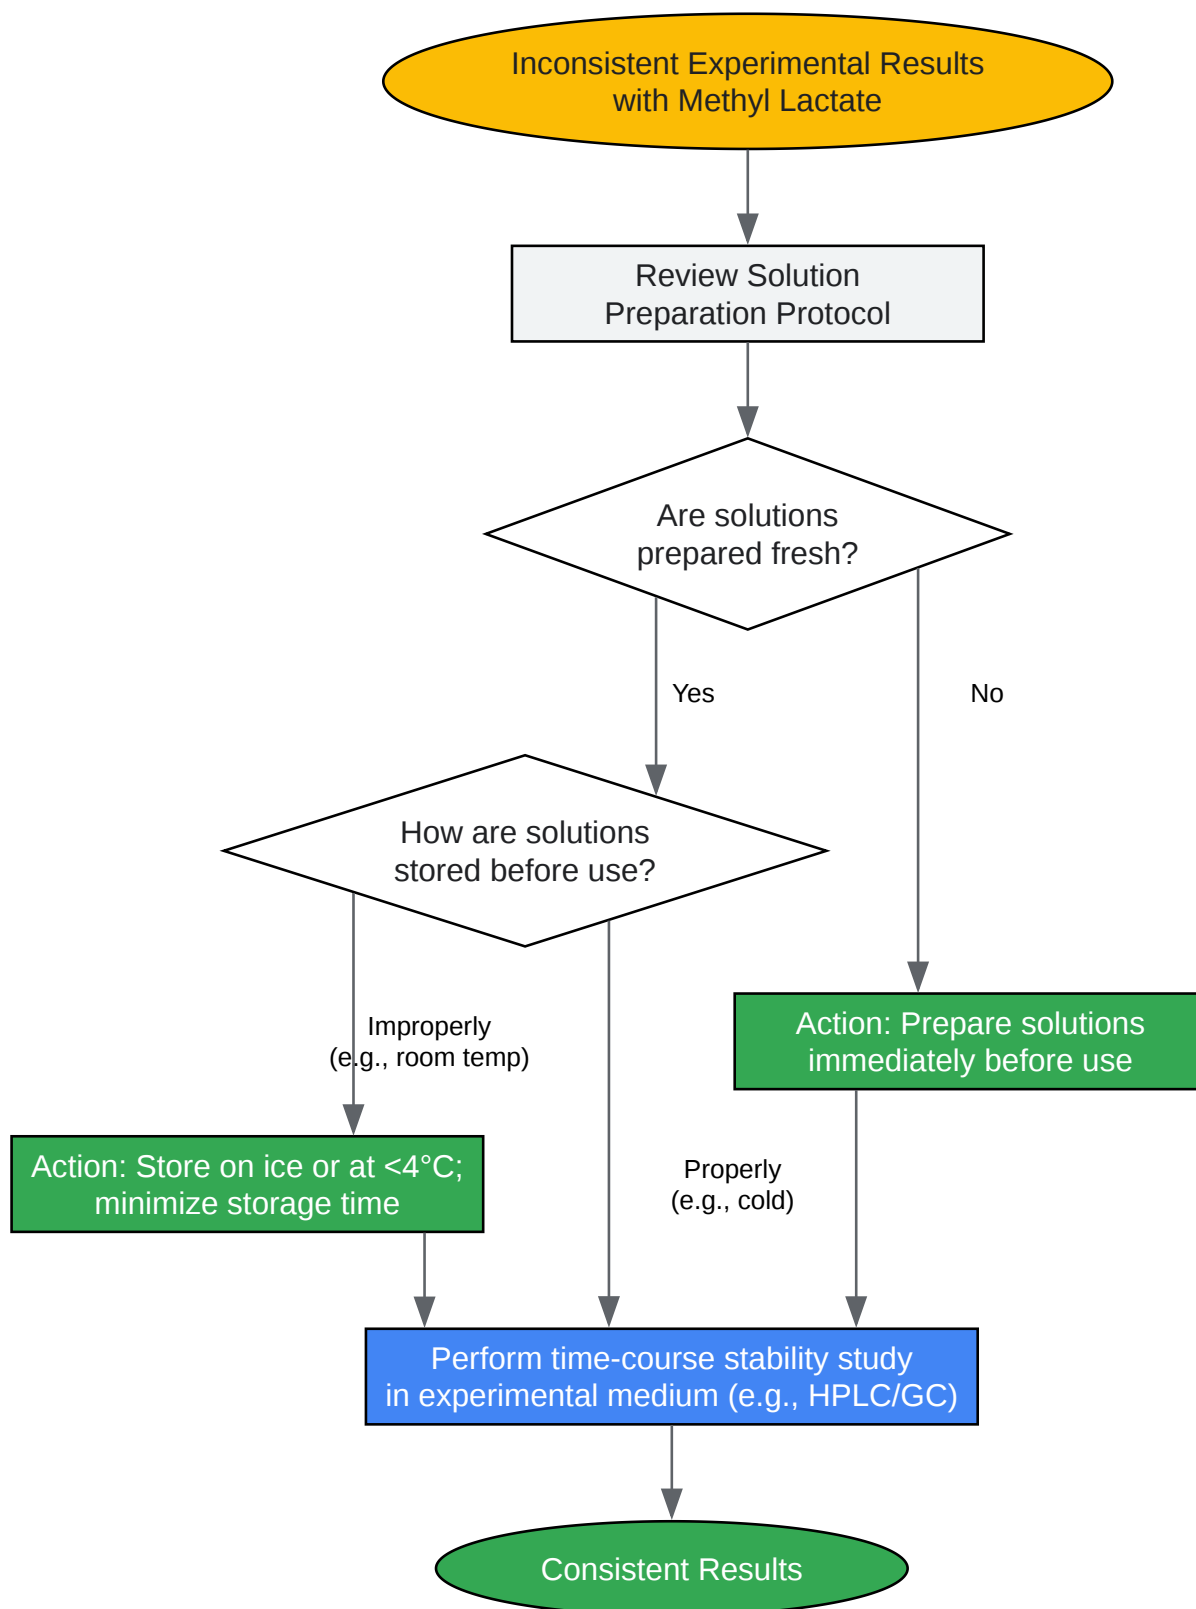 Inconsistent Experimental Results
with Methyl Lactate
Review Solution
Preparation Protocol
Are solutions
prepared fresh?
Yes
No
How are solutions
stored before use?
Improperly
(e.g., room temp)
Action: Prepare solutions
immediately before use
Action: Store on ice or at <4°C;
minimize storage time
Properly
(e.g., cold)
Perform time-course stability study
in experimental medium (e.g., HPLC/GC)
Consistent Results